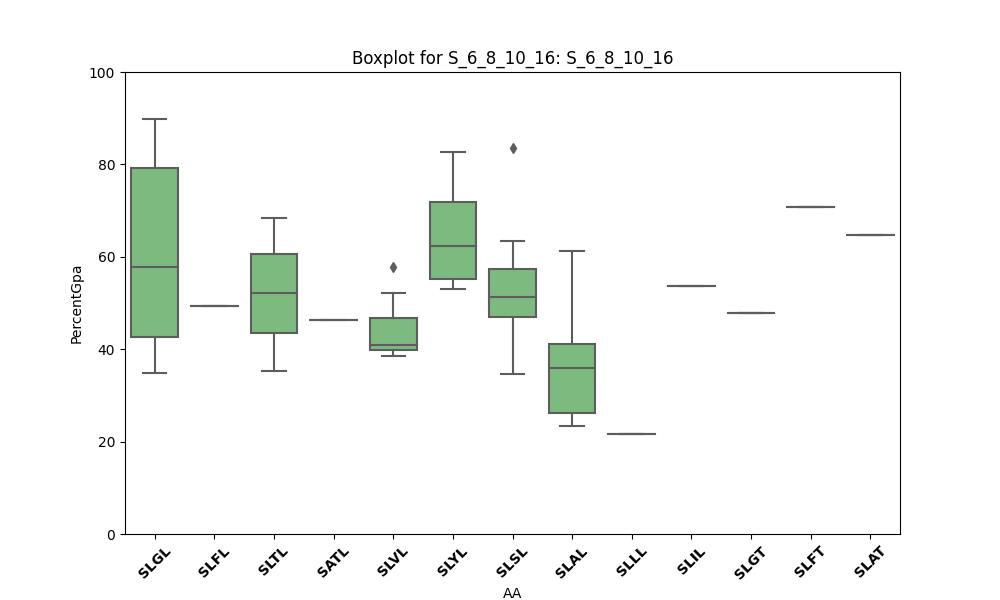 Boxplot for S_6_8_10_16: S_6_8_10_16
100
80
60
40
20
0
PercentGpa
SLGL
SLFL
SLTL
SATL
SLVL
SLYL
SLSL
SLAL
SLLL
SLIL
SLGT
SLFT
SLAT
AA